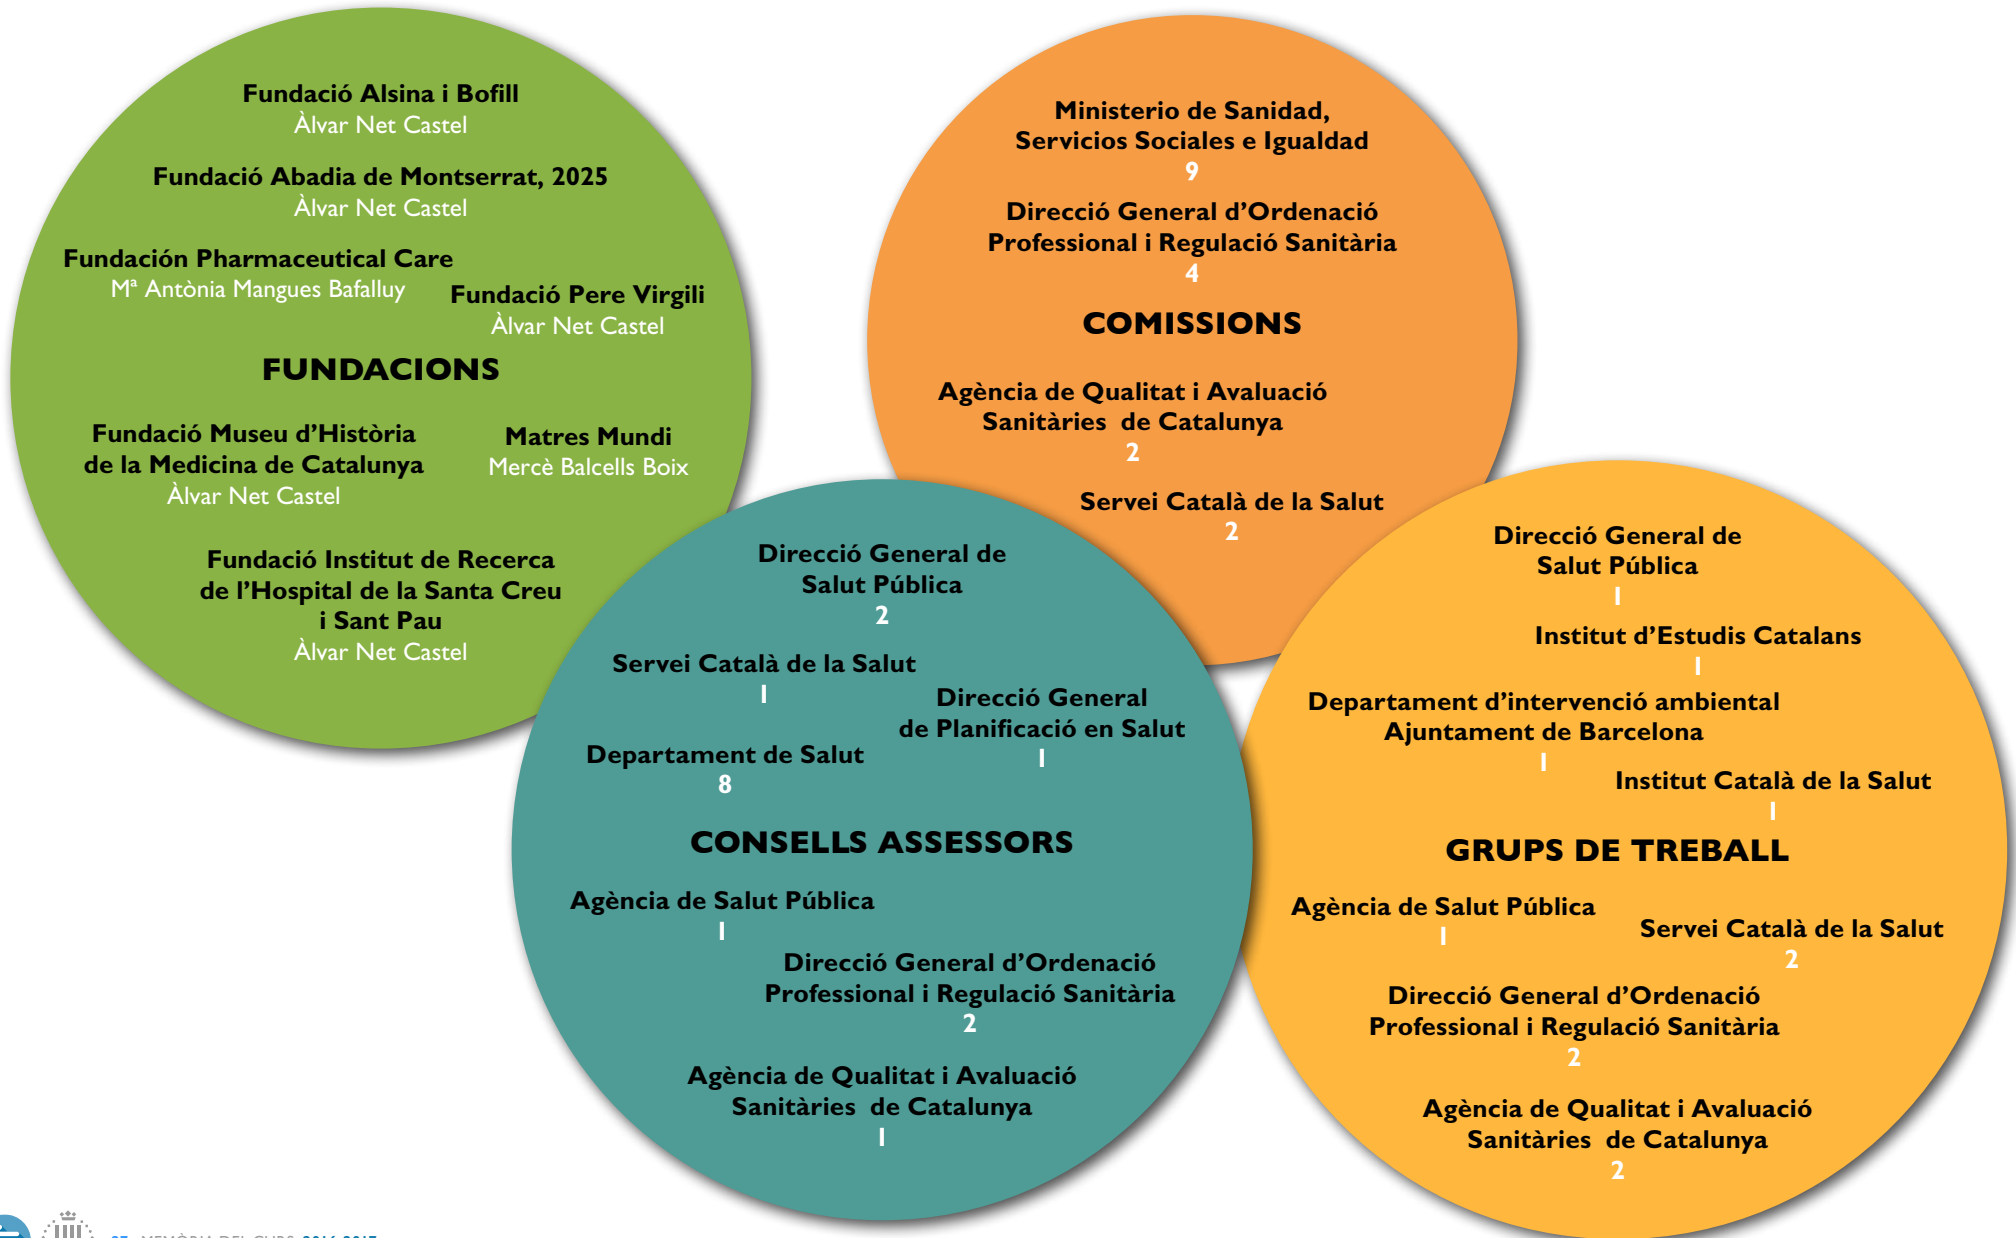 Fundació Alsina i Bofill
Àlvar Net Castel
Fundació Abadia de Montserrat, 2025
Àlvar Net Castel
Fundación Pharmaceutical Care
Mª Antònia Mangues Bafalluy
Fundació Pere Virgili
Àlvar Net Castel
FUNDACIONS
Fundació Museu d'Història
de la Medicina de Catalunya
Àlvar Net Castel
Matres Mundi
Mercè Balcells Boix
Fundació Institut de Recerca
de l'Hospital de la Santa Creu
i Sant Pau
Àlvar Net Castel
Ministerio de Sanidad,
Servicios Sociales e Igualdad
9
Direcció General d'Ordenació
Professional i Regulació Sanitària
4
COMISSIONS
Agència de Qualitat i Avaluació
Sanitàries de Catalunya
2
Servei Català de la Salut
2
Direcció General de
Salut Pública
2
Servei Català de la Salut
1
Direcció General
de Planificació en Salut
1
Departament de Salut
8
CONSELLS ASSESSORS
Agència de Salut Pública
1
Direcció General d'Ordenació
Professional i Regulació Sanitària
2
Agència de Qualitat i Avaluació
Sanitàries de Catalunya
1
Direcció General de
Salut Pública
1
Institut d'Estudis Catalans
1
Departament d'intervenció ambiental
Ajuntament de Barcelona
1
Institut Català de la Salut
1
GRUPS DE TREBALL
Agència de Salut Pública
1
Servei Català de la Salut
2
Direcció General d'Ordenació
Professional i Regulació Sanitària
2
Agència de Qualitat i Avaluació
Sanitàries de Catalunya
2
MEMÒRIA DEL CURS 2016-2017